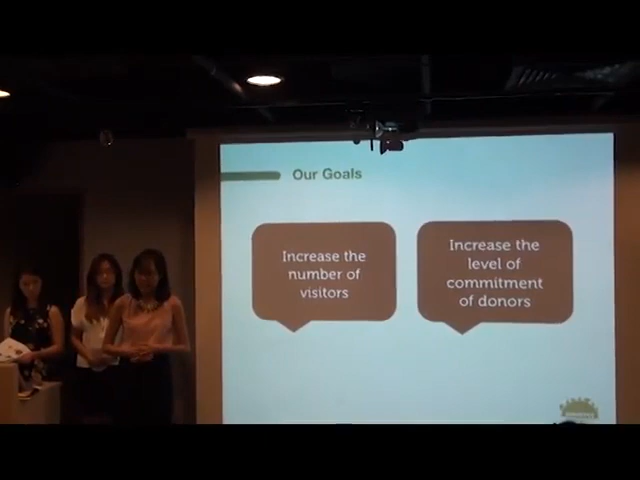 Our Goals
Increase the
number of
visitors
Increase the
level of
commitment
of donors